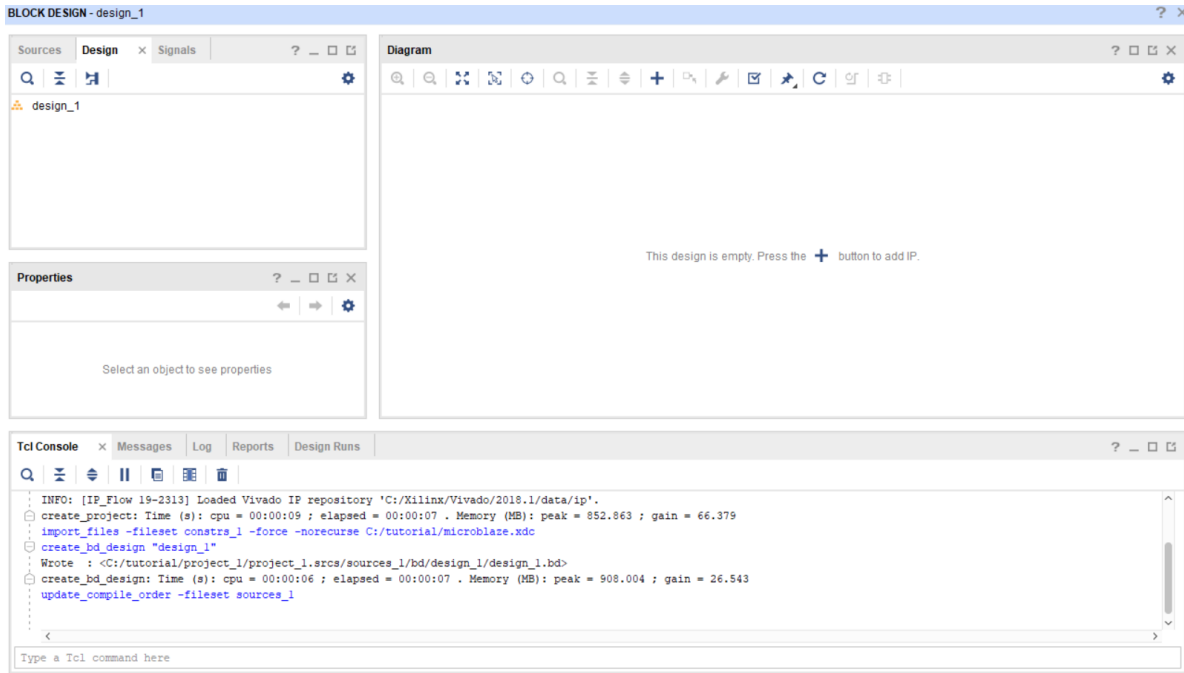 BLOCK DESIGN - design_1
Sources Design Signals
design_1
Properties
Select an object to see properties
Diagram
This design is empty. Press the + button to add IP.
Tcl Console Messages Log Reports Design Runs
INFO: [IP_Flow 19-2313] Loaded Vivado IP repository 'C:/Xilinx/Vivado/2018.1/data/ip'.
create_project: Time (s): cpu = 00:00:09 ; elapsed = 00:00:07 . Memory (MB): peak = 852.863 ; gain = 66.379
import_files -fileset constrs_1 -force -norecurse C:/tutorial/microblaze.xdc
create_bd_design "design_1"
Wrote  : <C:/tutorial/project_1/project_1.srcs/sources_1/bd/design_1/design_1.bd>
create_bd_design: Time (s): cpu = 00:00:06 ; elapsed = 00:00:07 . Memory (MB): peak = 908.004 ; gain = 26.543
update_compile_order -fileset sources_1
Type a Tcl command here